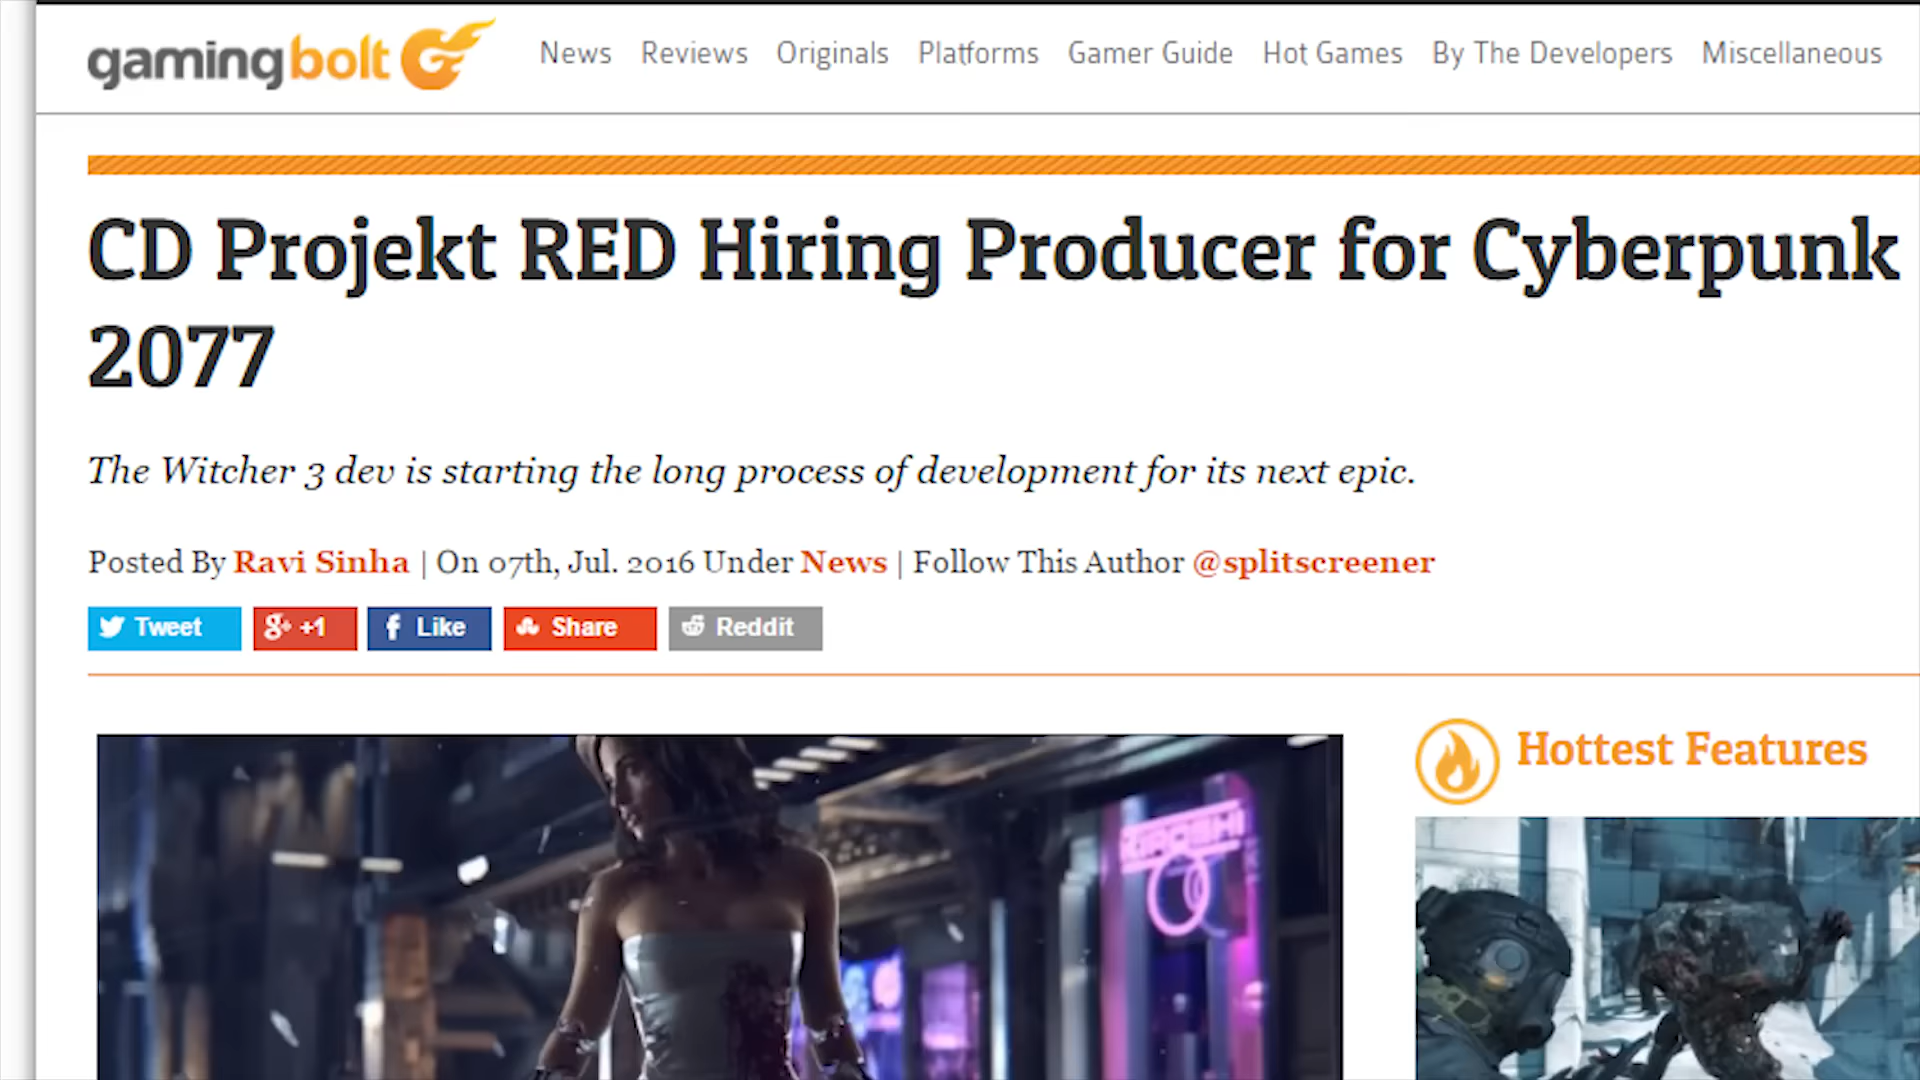 gamingbolt
News Reviews Originals Platforms Gamer Guide Hot Games By The Developers Miscellaneous
CD Projekt RED Hiring Producer for Cyberpunk
2077
The Witcher 3 dev is starting the long process of development for its next epic.
Posted By Ravi Sinha | On 07th, Jul. 2016 Under News | Follow This Author @splitscreener
Tweet g+ +1 f Like Share Reddit
Hottest Features
KIROSHI